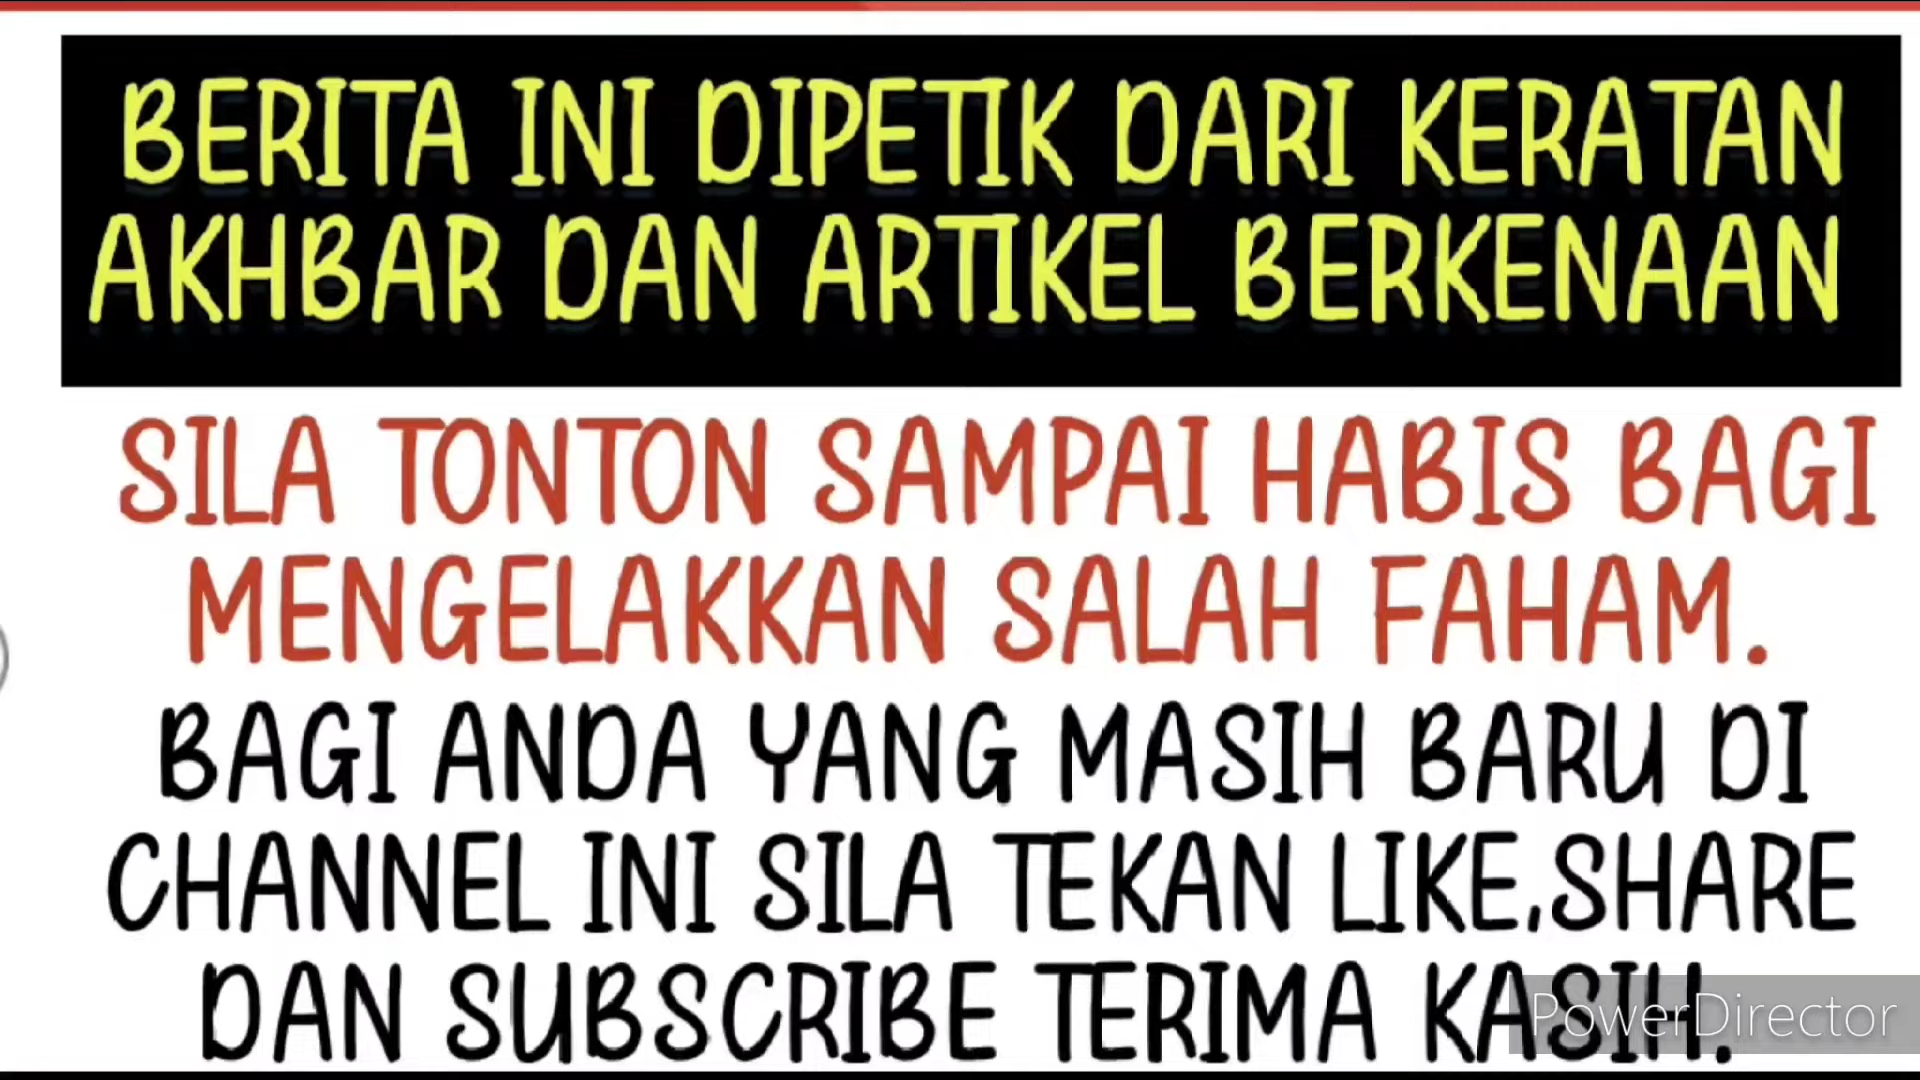 BERITA INI DIPETIK DARI KERATAN
AKHBAR DAN ARTIKEL BERKENAAN
SILA TONTON SAMPAI HABIS BAGI
MENGELAKKAN SALAH FAHAM.
BAGI ANDA YANG MASIH BARU DI
CHANNEL INI SILA TEKAN LIKE,SHARE
DAN SUBSCRIBE TERIMA KASIH.
PowerDirector